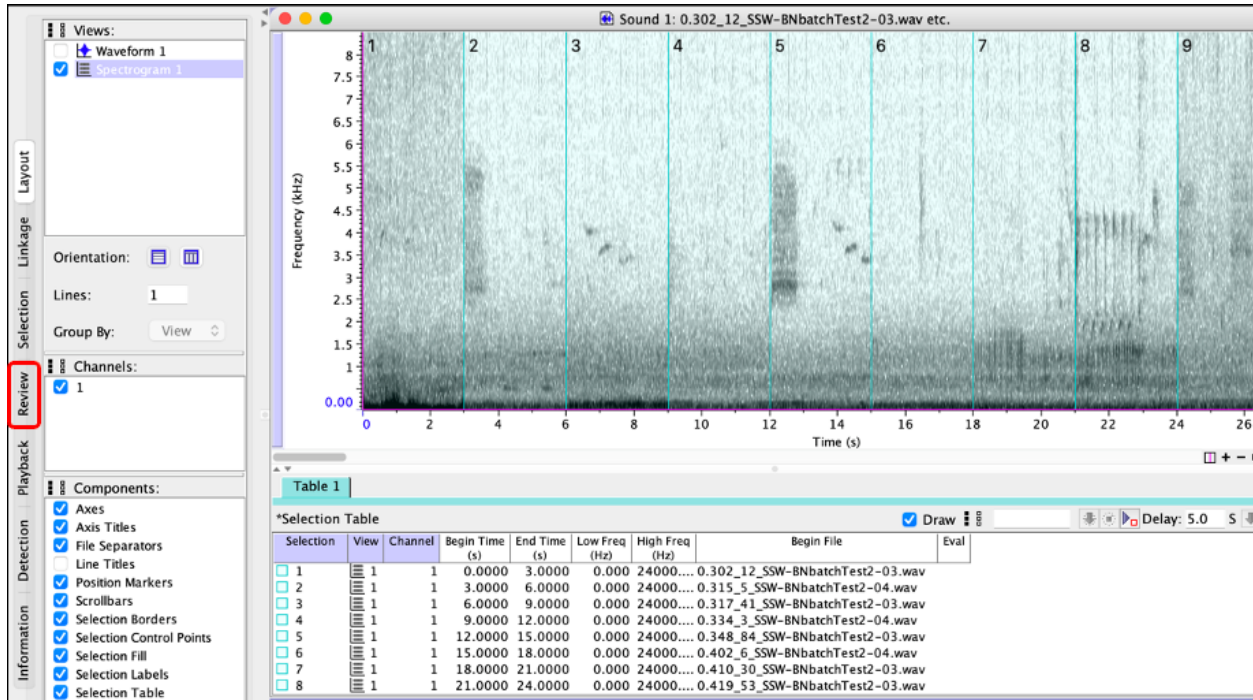 Sound 1: 0.302_12_SSW-BNbatchTest2-03.wav etc.
Layout
Linkage
Selection
Review
Playback
Detection
Information
Views:
Waveform 1
Spectrogram 1
Orientation:
Lines: 1
Group By: View
Channels:
1
Components:
Axes
Axis Titles
File Separators
Line Titles
Position Markers
Scrollbars
Selection Borders
Selection Control Points
Selection Fill
Selection Labels
Selection Table
1 2 3 4 5 6 7 8 9
Frequency (kHz)
8
7.5
7
6.5
6
5.5
5
4.5
4
3.5
3
2.5
2
1.5
1
0.00
0 2 4 6 8 10 12 14 16 18 20 22 24 26
Time (s)
Table 1
*Selection Table Draw Delay: 5.0 S
Selection View Channel Begin Time (s) End Time (s) Low Freq (Hz) High Freq (Hz) Begin File Eval
1 1 1 0.0000 3.0000 0.000 24000.... 0.302_12_SSW-BNbatchTest2-03.wav
2 1 1 3.0000 6.0000 0.000 24000.... 0.315_5_SSW-BNbatchTest2-04.wav
3 1 1 6.0000 9.0000 0.000 24000.... 0.317_41_SSW-BNbatchTest2-03.wav
4 1 1 9.0000 12.0000 0.000 24000.... 0.334_3_SSW-BNbatchTest2-04.wav
5 1 1 12.0000 15.0000 0.000 24000.... 0.348_84_SSW-BNbatchTest2-03.wav
6 1 1 15.0000 18.0000 0.000 24000.... 0.402_6_SSW-BNbatchTest2-04.wav
7 1 1 18.0000 21.0000 0.000 24000.... 0.410_30_SSW-BNbatchTest2-03.wav
8 1 1 21.0000 24.0000 0.000 24000.... 0.419_53_SSW-BNbatchTest2-03.wav